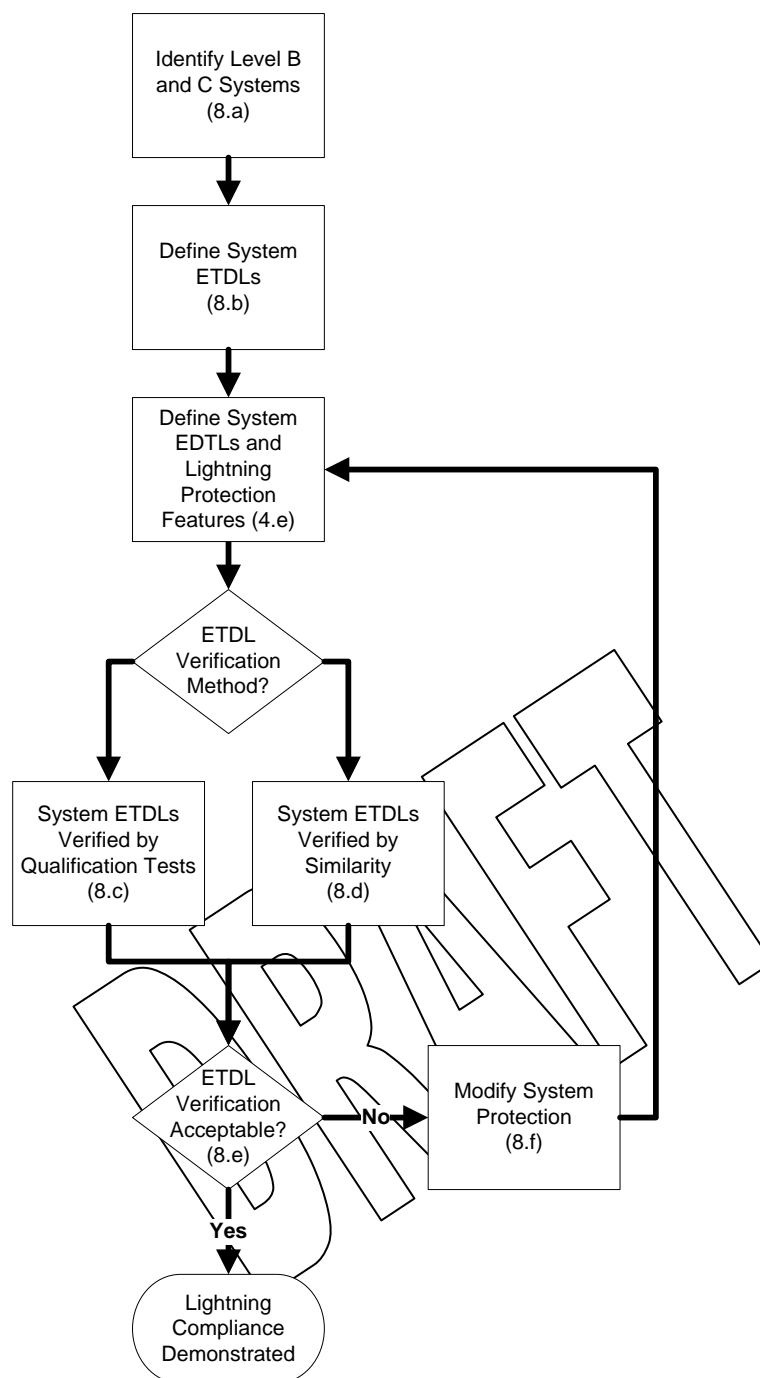 Identify Level B
and C Systems
(8.a)
Define System
ETDLs
(8.b)
Define System
EDTLs and
Lightning
Protection
Features (4.e)
ETDL
Verification
Method?
System ETDLs
Verified by
Qualification Tests
(8.c)
System ETDLs
Verified by
Similarity
(8.d)
ETDL
Verification
Acceptable?
(8.e)
No
Modify System
Protection
(8.f)
Yes
Lightning
Compliance
Demonstrated
DRAFT